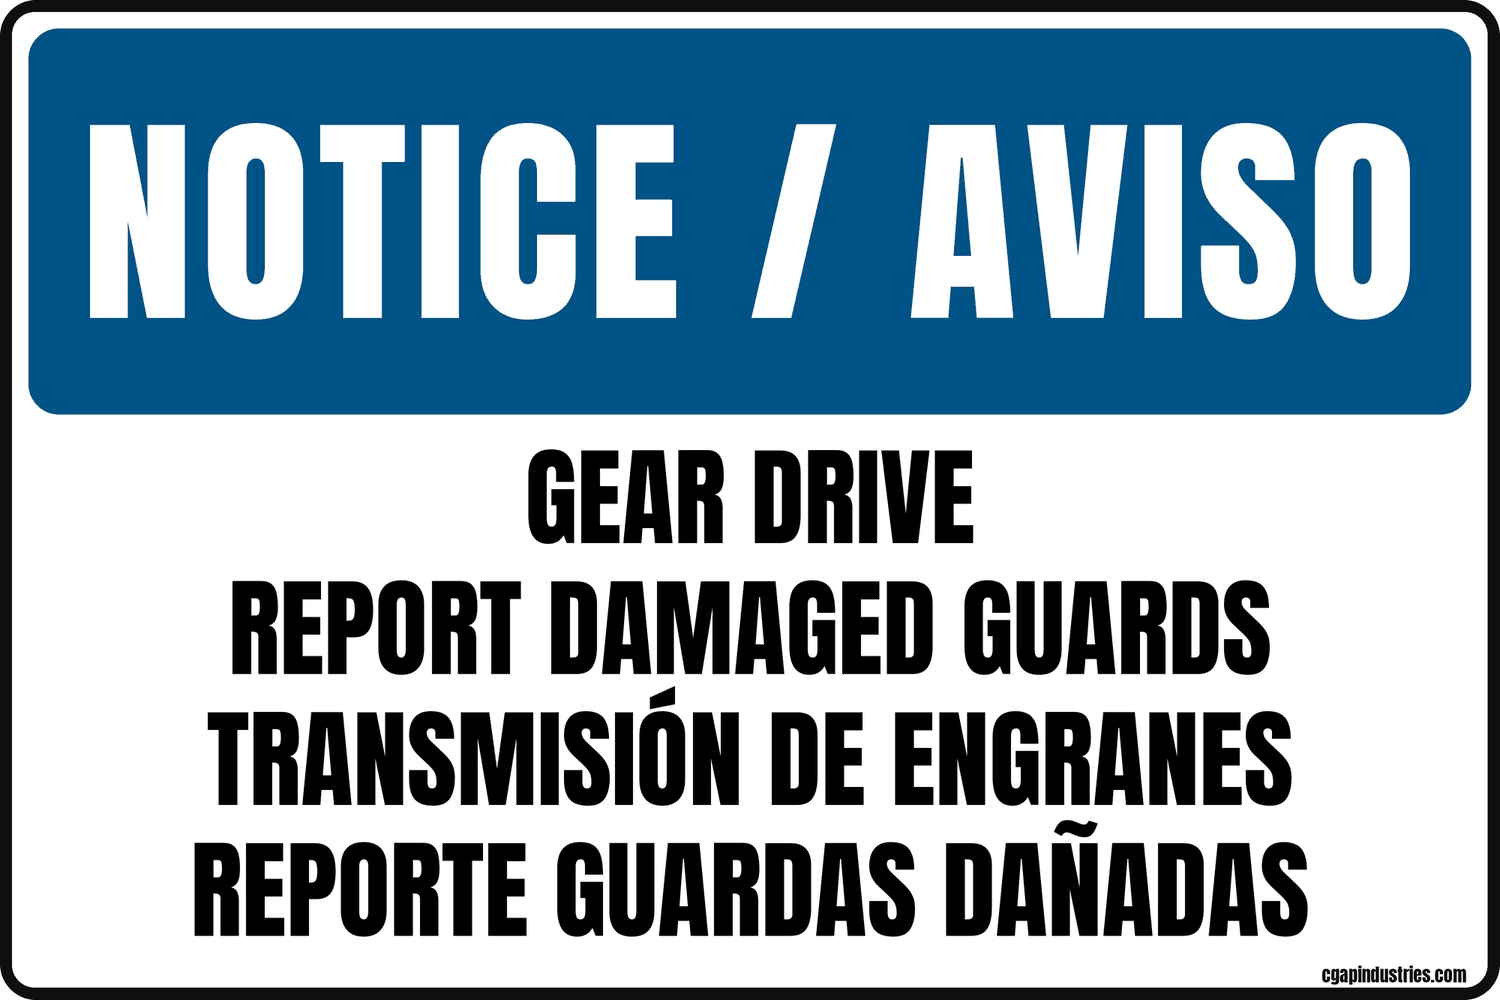 NOTICE / AVISO
GEAR DRIVE
REPORT DAMAGED GUARDS
TRANSMISIÓN DE ENGRANES
REPORTE GUARDAS DAÑADAS
cgapindustries.com